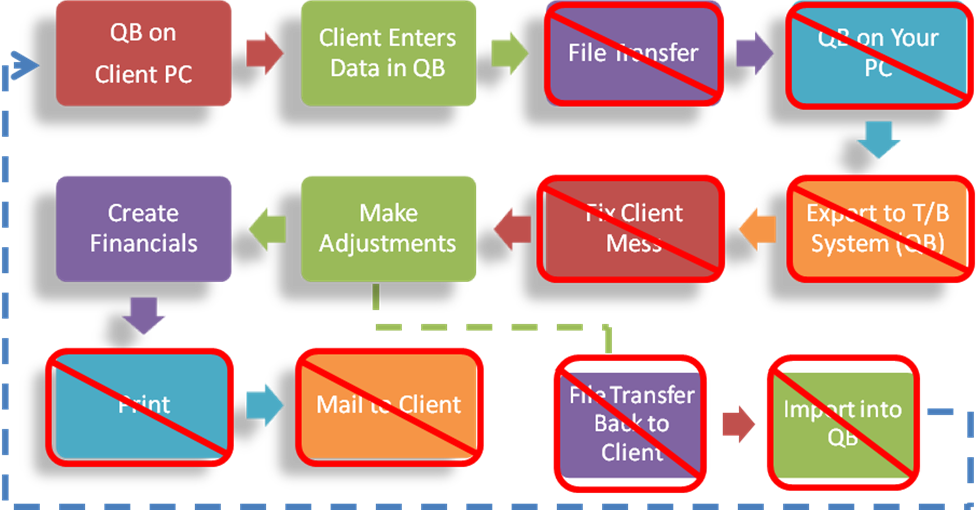 QB on
Client PC
Client Enters
Data in QB
File Transfer
QB on Your
PC
Create
Financials
Make
Adjustments
Fix Client
Mess
Export to T/B
System (QB)
Print
Mail to Client
File Transfer
Back to
Client
Import into
QB